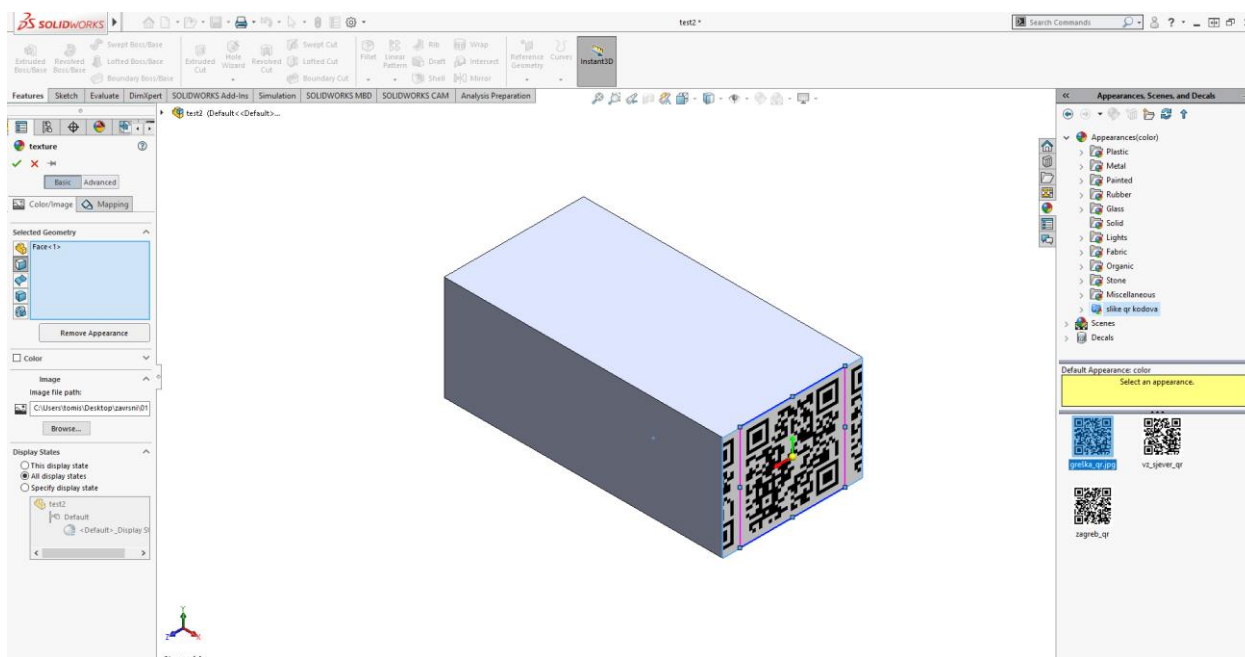 SOLIDWORKS
test2 *
Search Commands
Extruded Boss/Base
Revolved Boss/Base
Swept Boss/Base
Lofted Boss/Base
Boundary Boss/Base
Extruded Cut
Hole Wizard
Revolved Cut
Swept Cut
Lofted Cut
Boundary Cut
Fillet
Linear Pattern
Rib
Draft
Shell
Wrap
Intersect
Mirror
Reference Geometry
Curves
Instant3D
Features
Sketch
Evaluate
DimXpert
SOLIDWORKS Add-Ins
Simulation
SOLIDWORKS MBD
SOLIDWORKS CAM
Analysis Preparation
test2 (Default<<Default>...
texture
Basic
Advanced
Color/Image
Mapping
Selected Geometry
Face<1>
Remove Appearance
Color
Image
Image file path:
C:\Users\tomis\Desktop\zavrsni\01
Browse...
Display States
This display state
All display states
Specify display state
test2
Default
<Default>_Display St
Y
Z
X
Appearances, Scenes, and Decals
Appearances(color)
Plastic
Metal
Painted
Rubber
Glass
Solid
Lights
Fabric
Organic
Stone
Miscellaneous
slike qr kodova
Scenes
Decals
Default Appearance: color
Select an appearance.
greška_qr.jpg
vz_sjever_qr
zagreb_qr